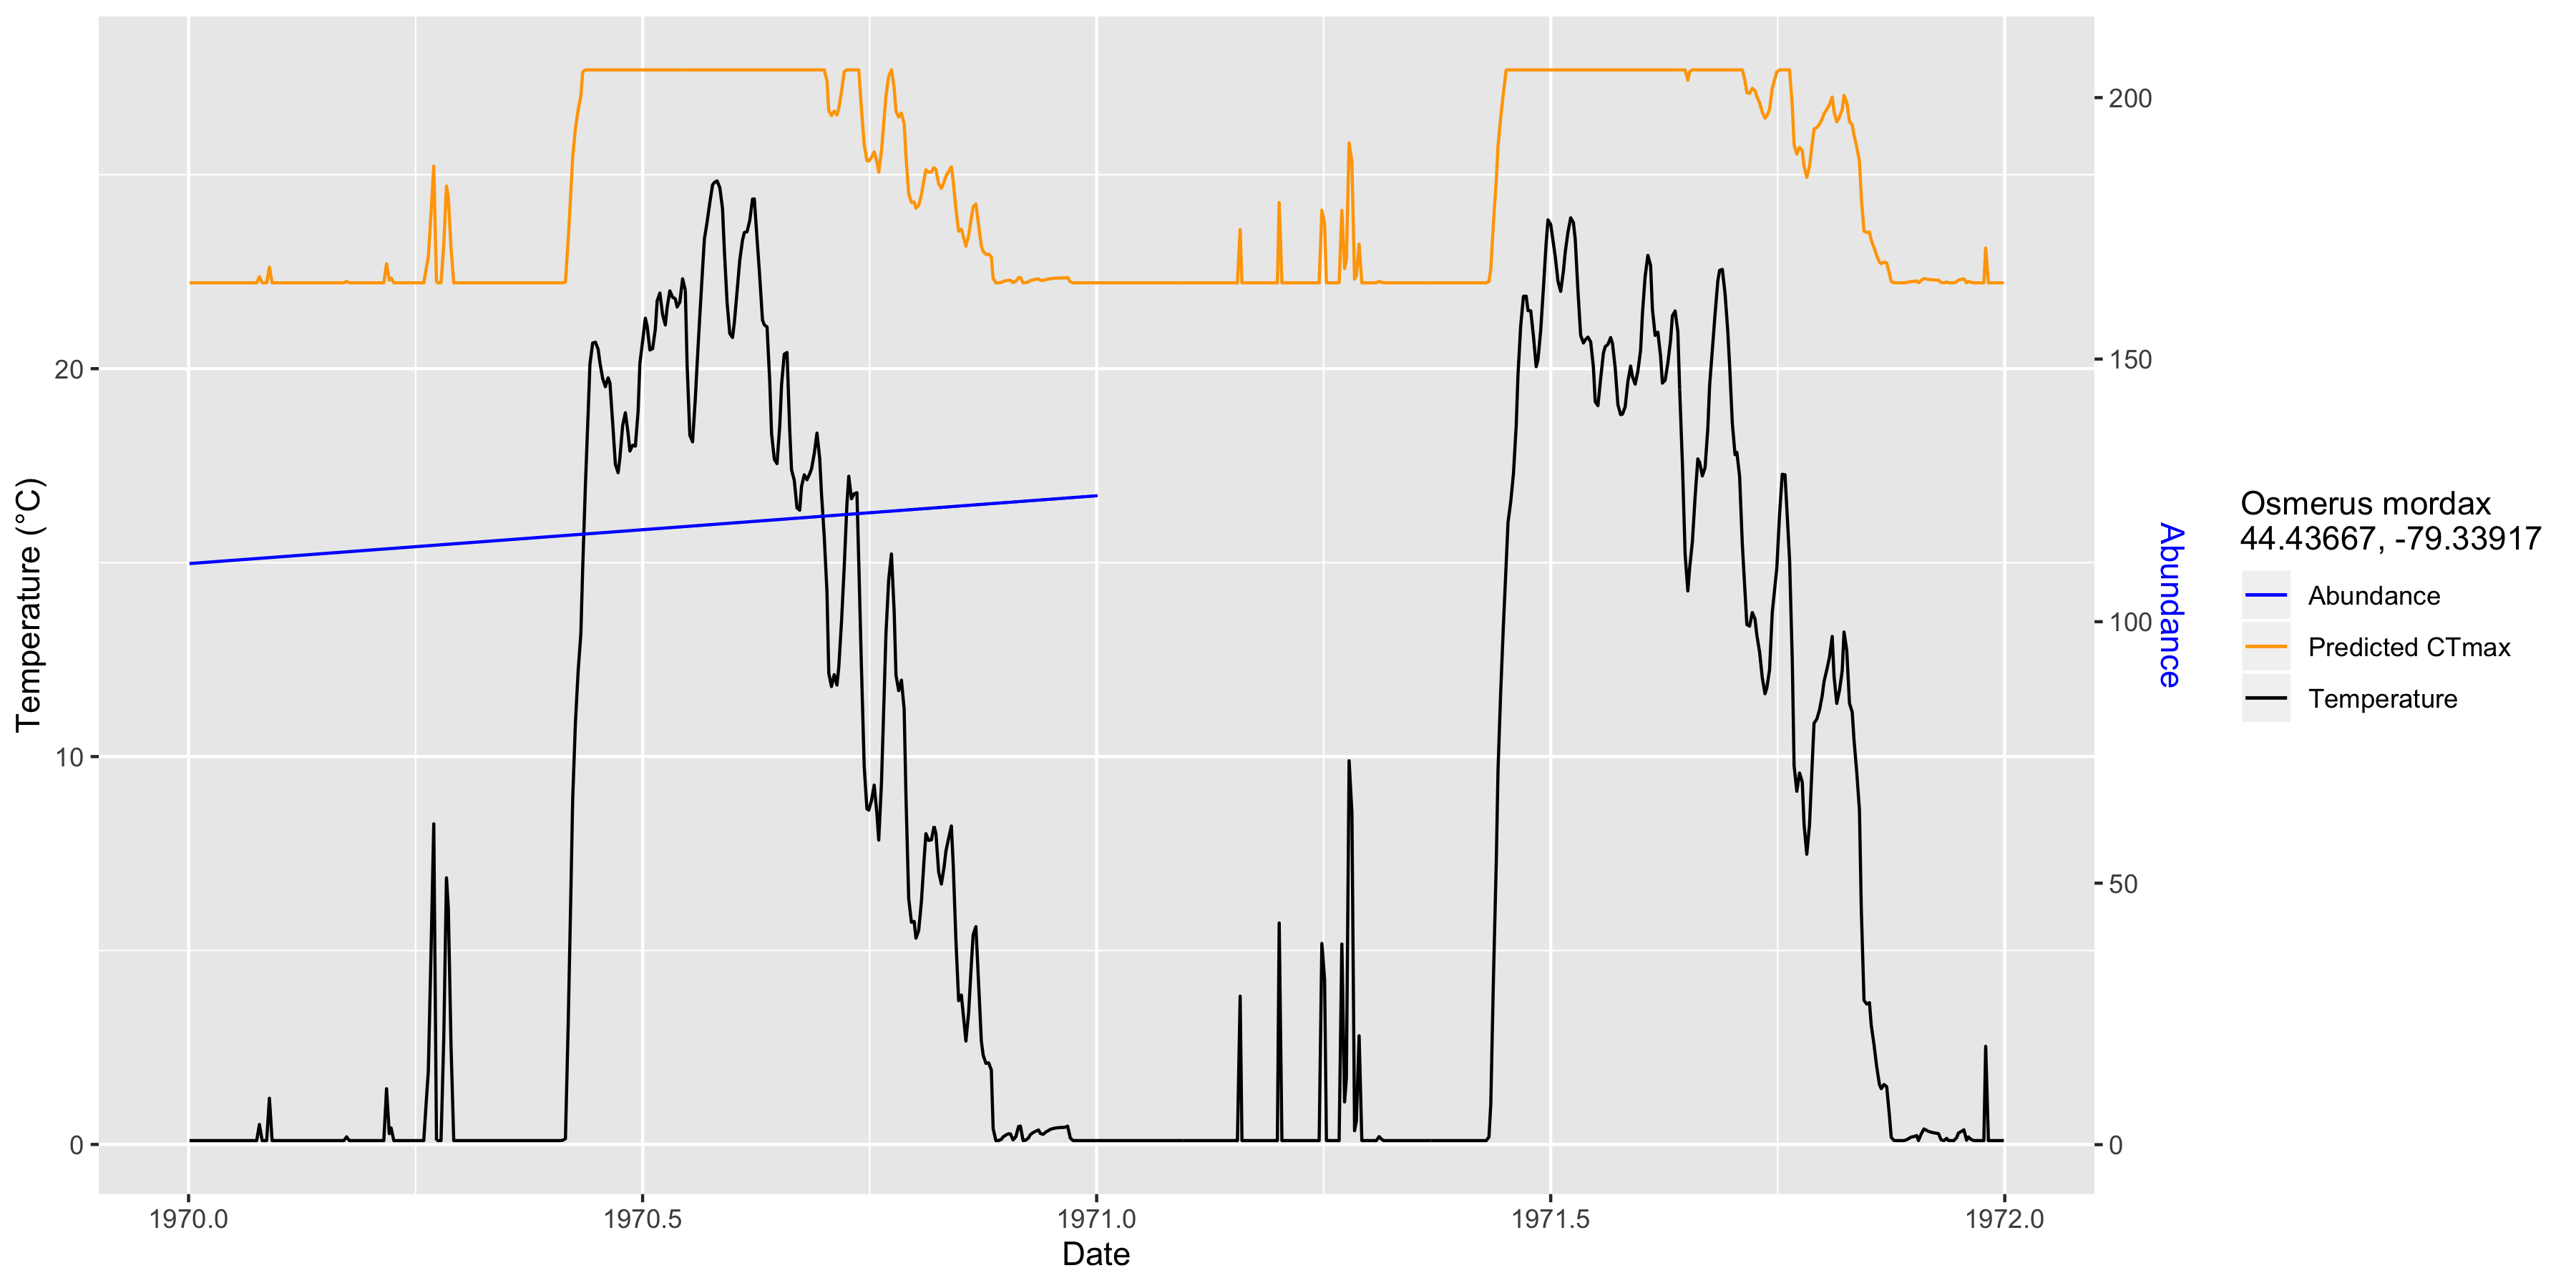 Temperature (°C)
20
10
0
200
150
100
50
0
Abundance
1970.0
1970.5
1971.0
1971.5
1972.0
Date
Osmerus mordax
44.43667, -79.33917
Abundance
Predicted CTmax
Temperature